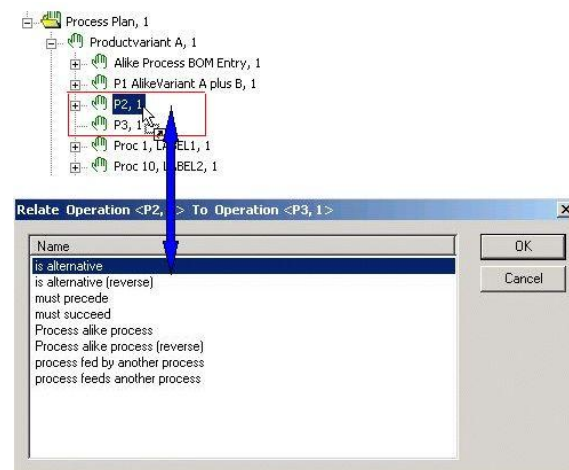 Process Plan, 1
Productvariant A, 1
Alike Process BOM Entry, 1
P1 AlikeVariant A plus B, 1
P2, 1
P3, 1
Proc 1, LABEL1, 1
Proc 10, LABEL2, 1
Relate Operation <P2, > To Operation <P3, 1>
Name
OK
is alternative
Cancel
is alternative (reverse)
must precede
must succeed
Process alike process
Process alike process (reverse)
process fed by another process
process feeds another process